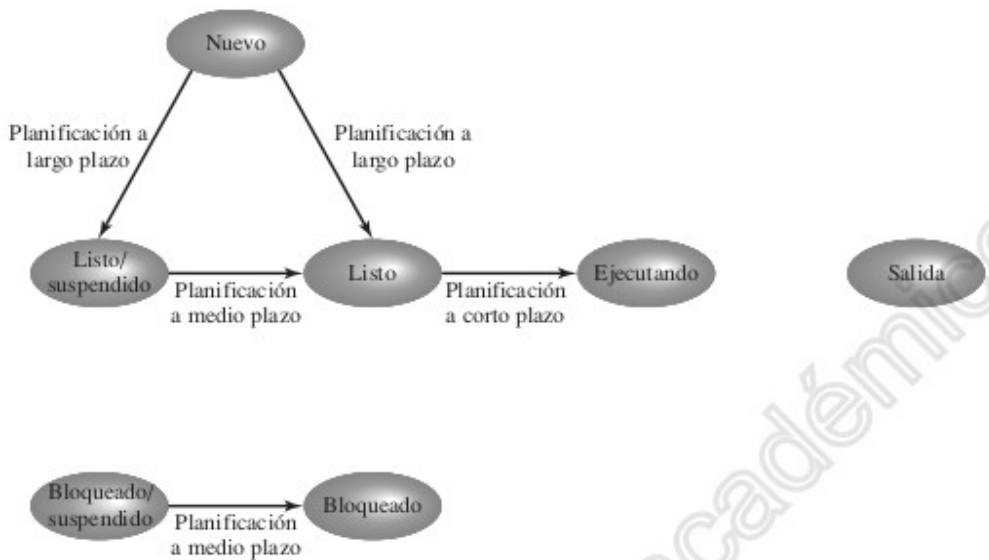 Nuevo
Planificación a
largo plazo
Planificación a
largo plazo
Listo/
suspendido
Listo
Ejecutando
Salida
Planificación
a medio plazo
Planificación
a corto plazo
Bloqueado/
suspendido
Bloqueado
Planificación
a medio plazo
académico